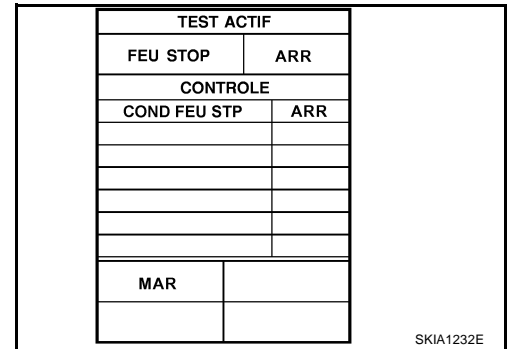 TEST ACTIF
FEU STOP ARR
CONTROLE
COND FEU STP ARR
MAR
SKIA1232E